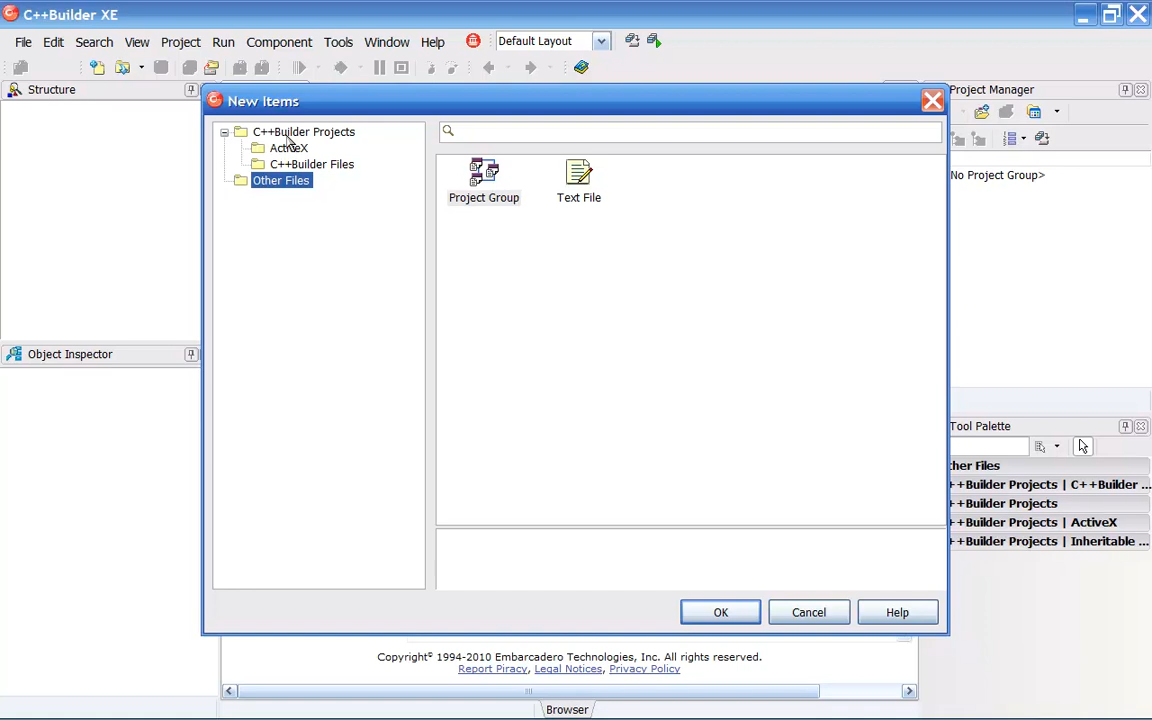 C++Builder XE
File Edit Search View Project Run Component Tools Window Help Default Layout
Structure
New Items
Project Manager
C++Builder Projects
ActiveX
C++Builder Files
Other Files
Project Group
Text File
No Project Group>
Object Inspector
Tool Palette
her Files
++Builder Projects | C++Builder ...
++Builder Projects
++Builder Projects | ActiveX
++Builder Projects | Inheritable ...
OK
Cancel
Help
Copyright© 1994-2010 Embarcadero Technologies, Inc. All rights reserved.
Report Piracy, Legal Notices, Privacy Policy
Browser